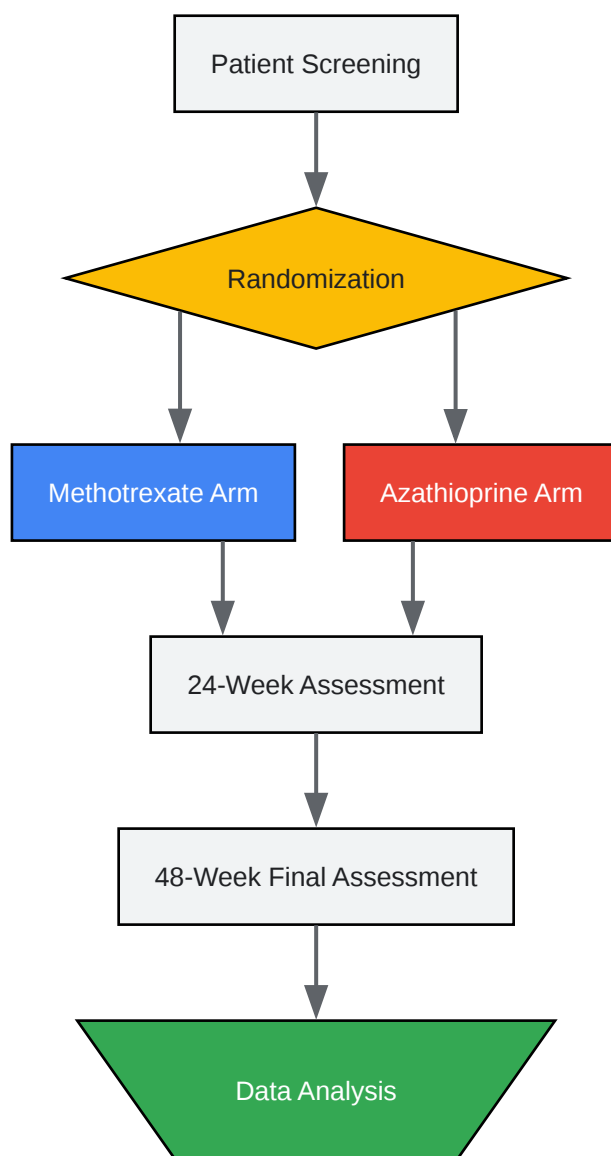 Patient Screening
Randomization
Methotrexate Arm
Azathioprine Arm
24-Week Assessment
48-Week Final Assessment
Data Analysis